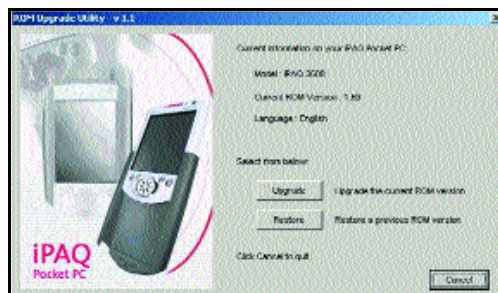 ROM Upgrade Utility - v 1.1
Current information on your iPAQ Pocket PC:
Model : iPAQ 3600
Current ROM Version : 1.69
Language : English
Select from below:
Upgrade
Upgrade the current ROM version
Restore
Restore a previous ROM version
Click Cancel to quit
Cancel
iPAQ
Pocket PC